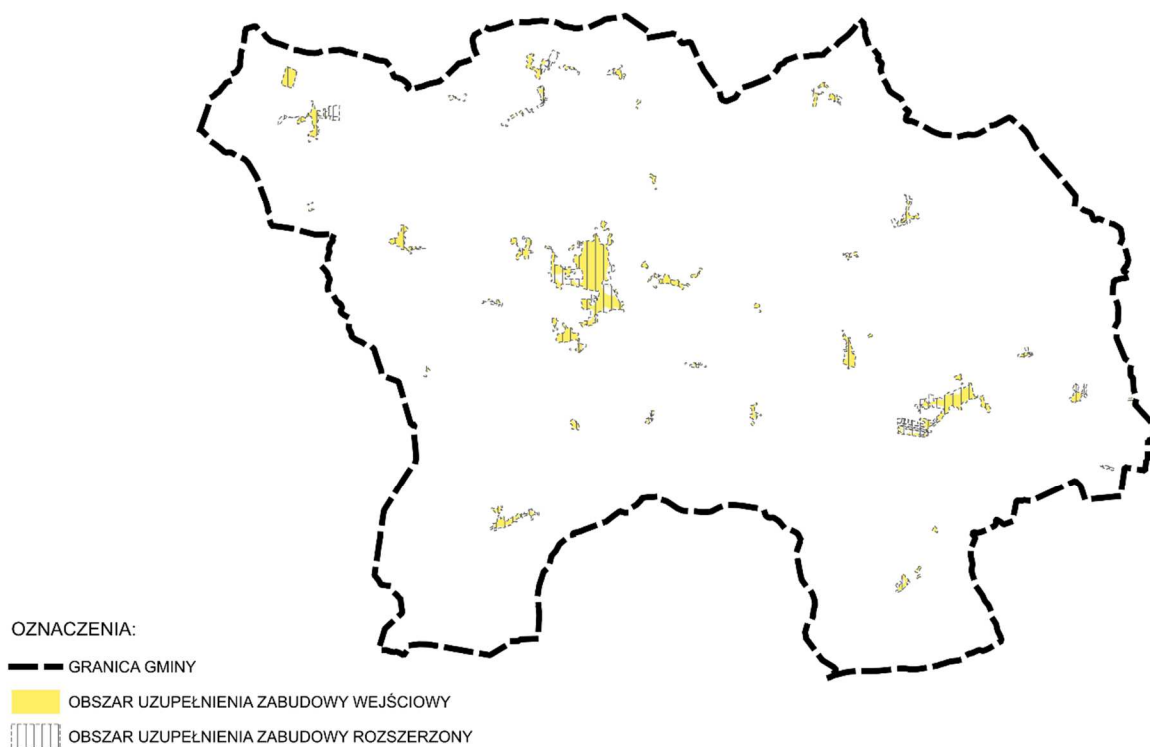 OZNACZENIA:
GRANICA GMINY
OBSZAR UZUPEŁNIENIA ZABUDOWY WEJŚCIOWY
OBSZAR UZUPEŁNIENIA ZABUDOWY ROZSZERZONY